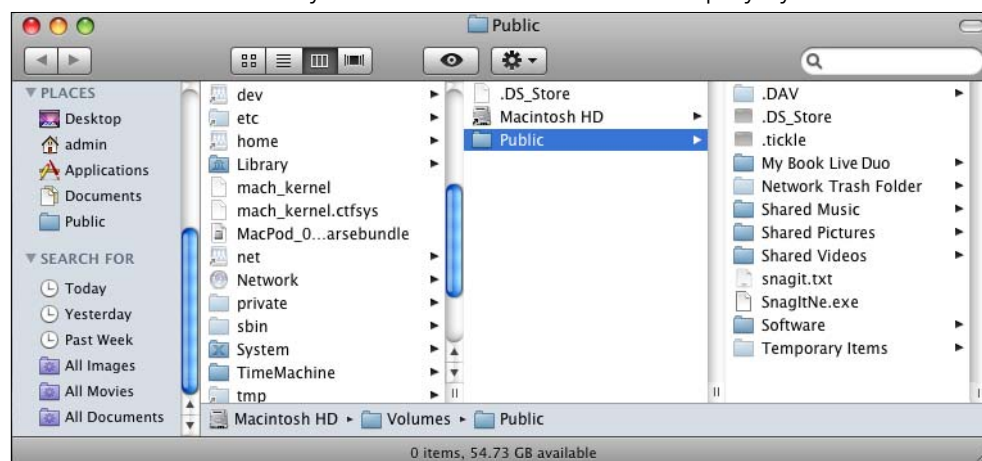 Public
PLACES
Desktop
admin
Applications
Documents
Public
SEARCH FOR
Today
Yesterday
Past Week
All Images
All Movies
All Documents
dev
etc
home
Library
mach_kernel
mach_kernel.ctfsys
MacPod_0...arsebundle
net
Network
private
sbin
System
TimeMachine
tmp
.DS_Store
Macintosh HD
Public
.DAV
.DS_Store
.tickle
My Book Live Duo
Network Trash Folder
Shared Music
Shared Pictures
Shared Videos
snagit.txt
SnagItNe.exe
Software
Temporary Items
Macintosh HD ▸ Volumes ▸ Public
0 items, 54.73 GB available